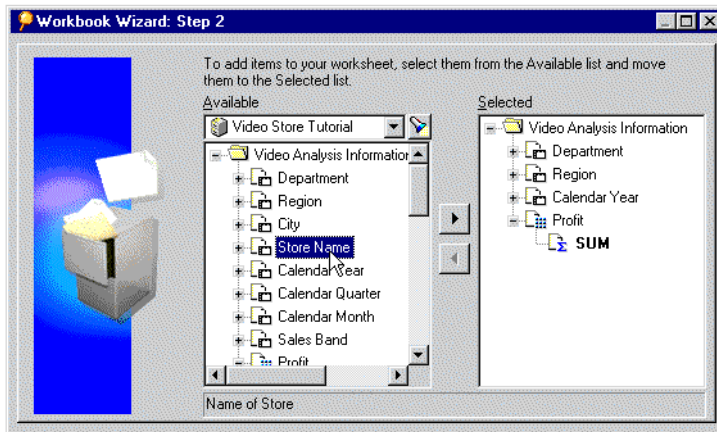 Workbook Wizard: Step 2
To add items to your worksheet, select them from the Available list and move
them to the Selected list.
Available
Video Store Tutorial
Video Analysis Information
Department
Region
City
Store Name
Calendar Year
Calendar Quarter
Calendar Month
Sales Band
Profit
Selected
Video Analysis Information
Department
Region
Calendar Year
Profit
SUM
Name of Store